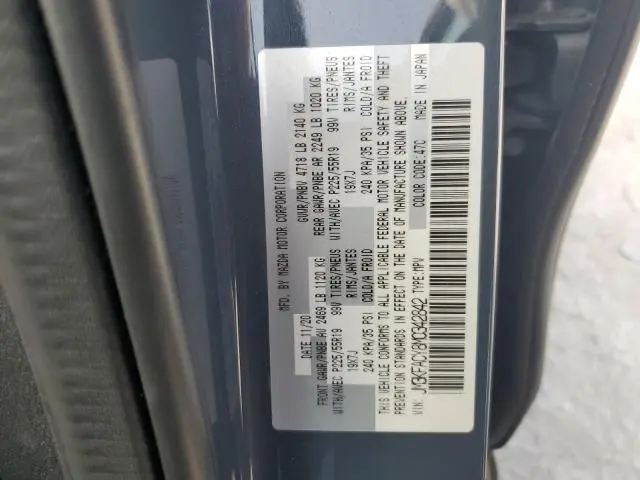 MFD. BY MAZDA MOTOR CORPORATION
DATE 11/20 GVWR/PNBV 4718 LB 2140 KG
FRONT GAWR/PNBE AV 2469 LB 1120 KG REAR GAWR/PNBE AR 2249 LB 1020 KG
WITH/AVEC P225/55R19 99V TIRES/PNEUS WITH/AVEC P225/55R19 99V TIRES/PNEUS
19X7J RIMS/JANTES 19X7J RIMS/JANTES
240 KPA/35 PSI COLD/A FROID 240 KPA/35 PSI COLD/A FROID
THIS VEHICLE CONFORMS TO ALL APPLICABLE FEDERAL MOTOR VEHICLE SAFETY AND THEFT
PREVENTION STANDARDS IN EFFECT ON THE DATE OF MANUFACTURE SHOWN ABOVE.
COLOR CODE:47C MADE IN JAPAN
VIN: JM3KFACY8M0342842 TYPE:MPV